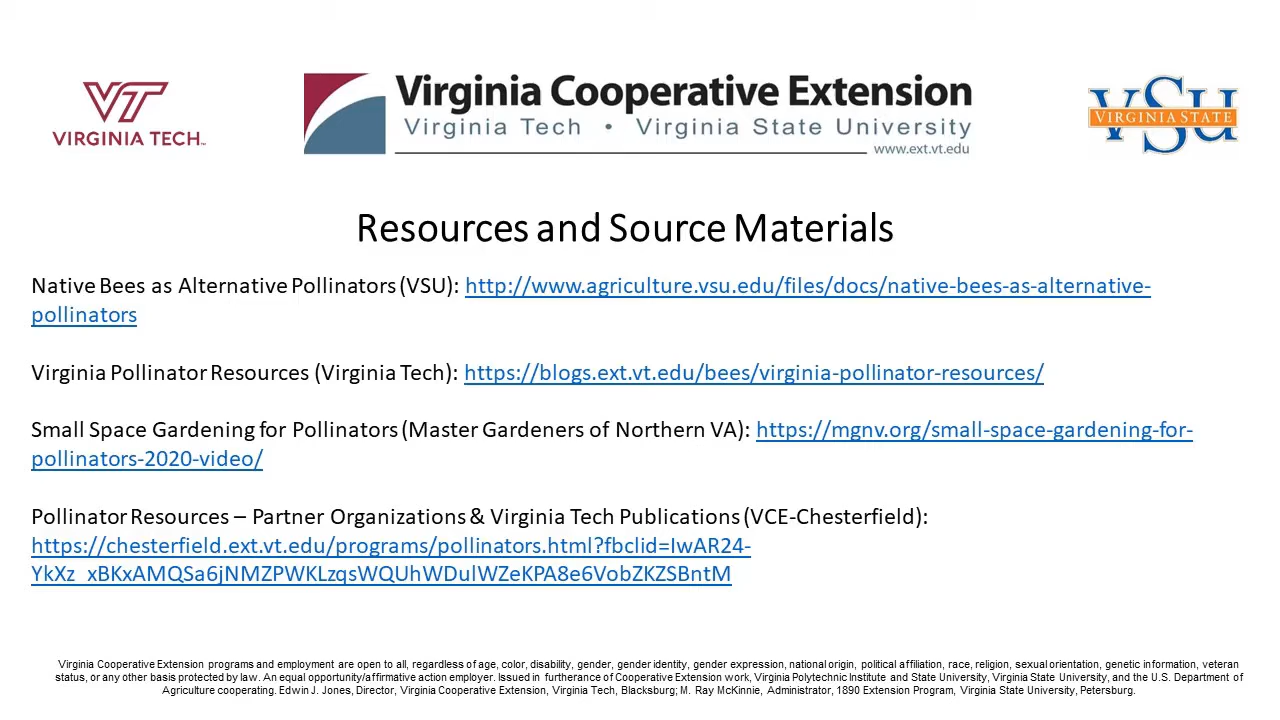 VT
VIRGINIA TECH™
Virginia Cooperative Extension
Virginia Tech • Virginia State University
www.ext.vt.edu
VSU
VIRGINIA STATE
Resources and Source Materials
Native Bees as Alternative Pollinators (VSU): http://www.agriculture.vsu.edu/files/docs/native-bees-as-alternative-
pollinators
Virginia Pollinator Resources (Virginia Tech): https://blogs.ext.vt.edu/bees/virginia-pollinator-resources/
Small Space Gardening for Pollinators (Master Gardeners of Northern VA): https://mgnv.org/small-space-gardening-for-
pollinators-2020-video/
Pollinator Resources – Partner Organizations & Virginia Tech Publications (VCE-Chesterfield):
https://chesterfield.ext.vt.edu/programs/pollinators.html?fbclid=IwAR24-
YkXz_xBKxAMQSa6jNMZPWKLzqsWQUhWDulWZeKPA8e6VobZKZSBntM
Virginia Cooperative Extension programs and employment are open to all, regardless of age, color, disability, gender, gender identity, gender expression, national origin, political affiliation, race, religion, sexual orientation, genetic information, veteran
status, or any other basis protected by law. An equal opportunity/affirmative action employer. Issued in furtherance of Cooperative Extension work, Virginia Polytechnic Institute and State University, Virginia State University, and the U.S. Department of
Agriculture cooperating. Edwin J. Jones, Director, Virginia Cooperative Extension, Virginia Tech, Blacksburg; M. Ray McKinnie, Administrator, 1890 Extension Program, Virginia State University, Petersburg.